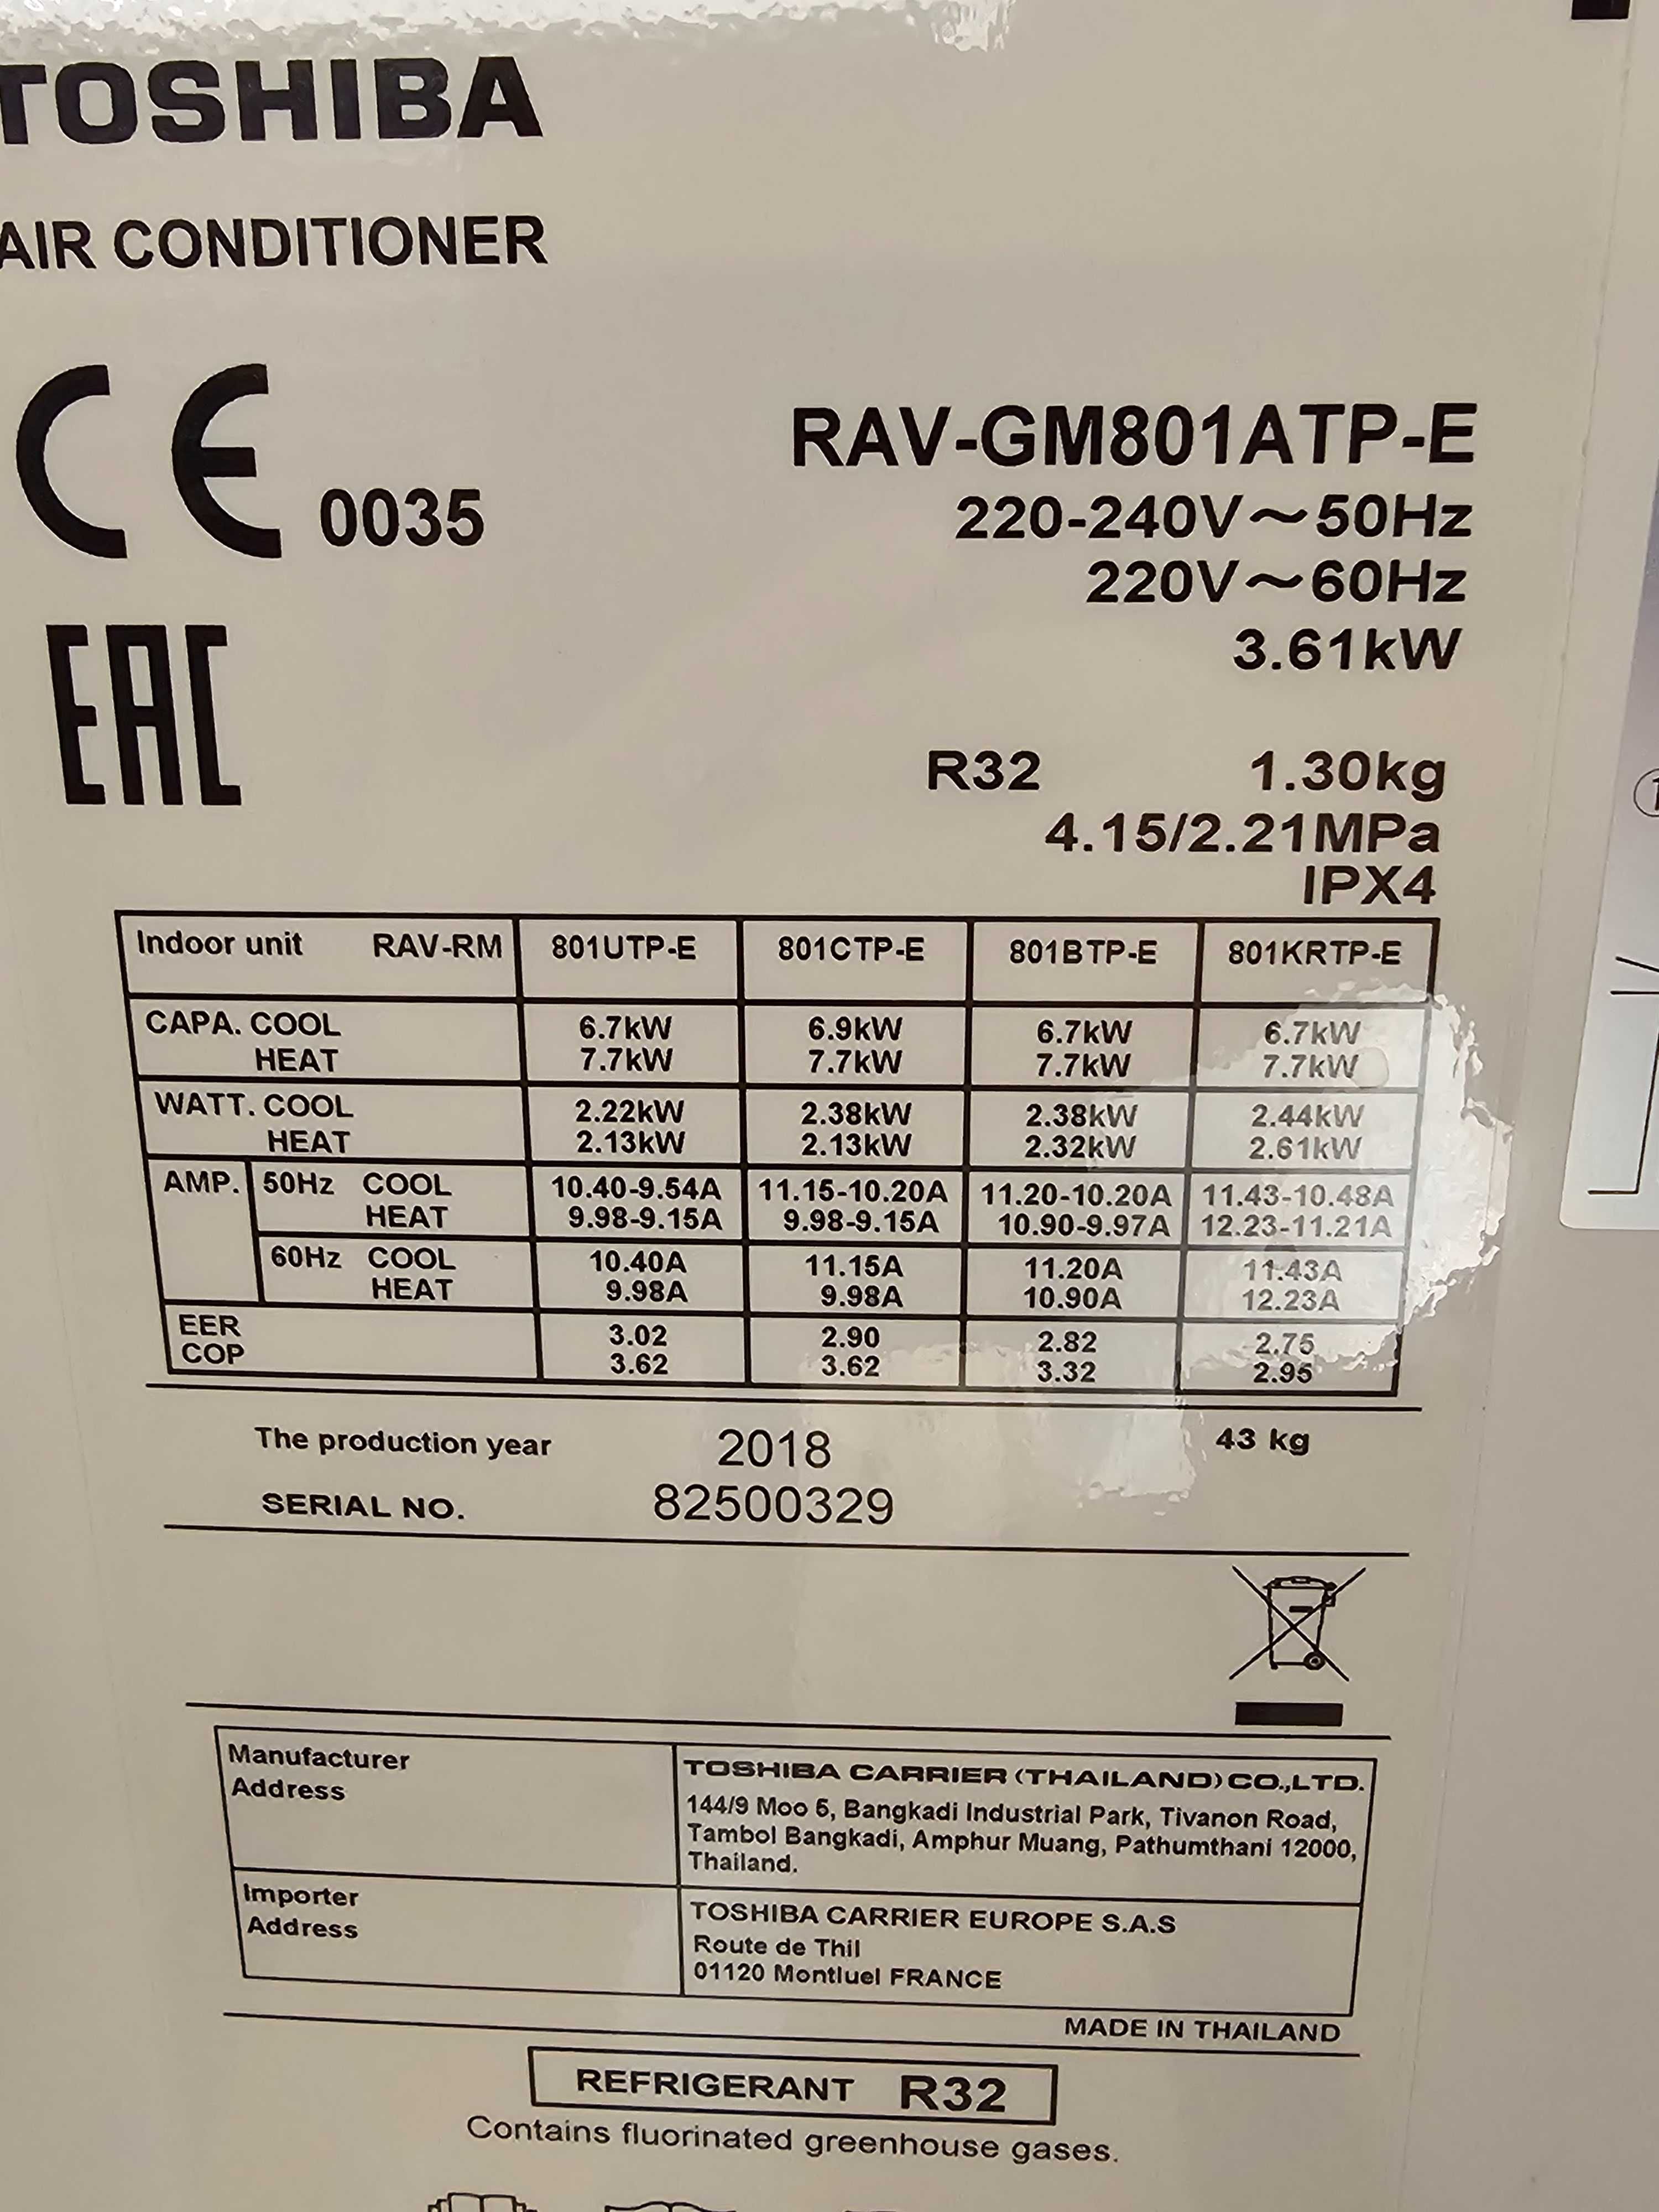 TOSHIBA
AIR CONDITIONER
CE 0035
RAV-GM801ATP-E
220-240V～50Hz
220V～60Hz
3.61kW
EAC
R32 1.30kg
4.15/2.21MPa
IPX4
Indoor unit RAV-RM 801UTP-E 801CTP-E 801BTP-E 801KRTP-E
CAPA. COOL 6.7kW 6.9kW 6.7kW 6.7kW
HEAT 7.7kW 7.7kW 7.7kW 7.7kW
WATT. COOL 2.22kW 2.38kW 2.38kW 2.44kW
HEAT 2.13kW 2.13kW 2.32kW 2.61kW
AMP. 50Hz COOL 10.40-9.54A 11.15-10.20A 11.20-10.20A 11.43-10.48A
HEAT 9.98-9.15A 9.98-9.15A 10.90-9.97A 12.23-11.21A
60Hz COOL 10.40A 11.15A 11.20A 11.43A
HEAT 9.98A 9.98A 10.90A 12.23A
EER 3.02 2.90 2.82 2.75
COP 3.62 3.62 3.32 2.95
The production year 2018 43 kg
SERIAL NO. 82500329
Manufacturer TOSHIBA CARRIER (THAILAND) CO.,LTD.
Address 144/9 Moo 5, Bangkadi Industrial Park, Tivanon Road,
Tambol Bangkadi, Amphur Muang, Pathumthani 12000,
Thailand.
Importer TOSHIBA CARRIER EUROPE S.A.S
Address Route de Thil
01120 Montluel FRANCE
MADE IN THAILAND
REFRIGERANT R32
Contains fluorinated greenhouse gases.